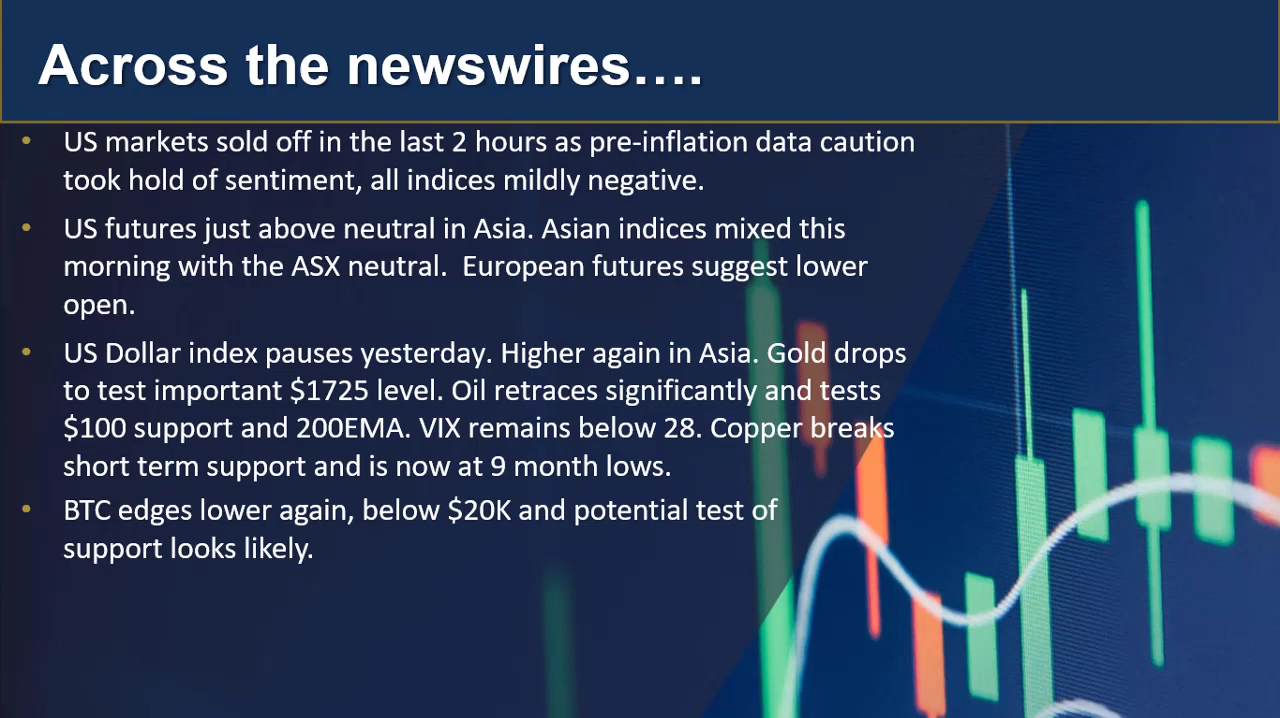 Across the newswires….
• US markets sold off in the last 2 hours as pre-inflation data caution
took hold of sentiment, all indices mildly negative.
• US futures just above neutral in Asia. Asian indices mixed this
morning with the ASX neutral.  European futures suggest lower
open.
• US Dollar index pauses yesterday. Higher again in Asia. Gold drops
to test important $1725 level. Oil retraces significantly and tests
$100 support and 200EMA. VIX remains below 28. Copper breaks
short term support and is now at 9 month lows.
• BTC edges lower again, below $20K and potential test of
support looks likely.